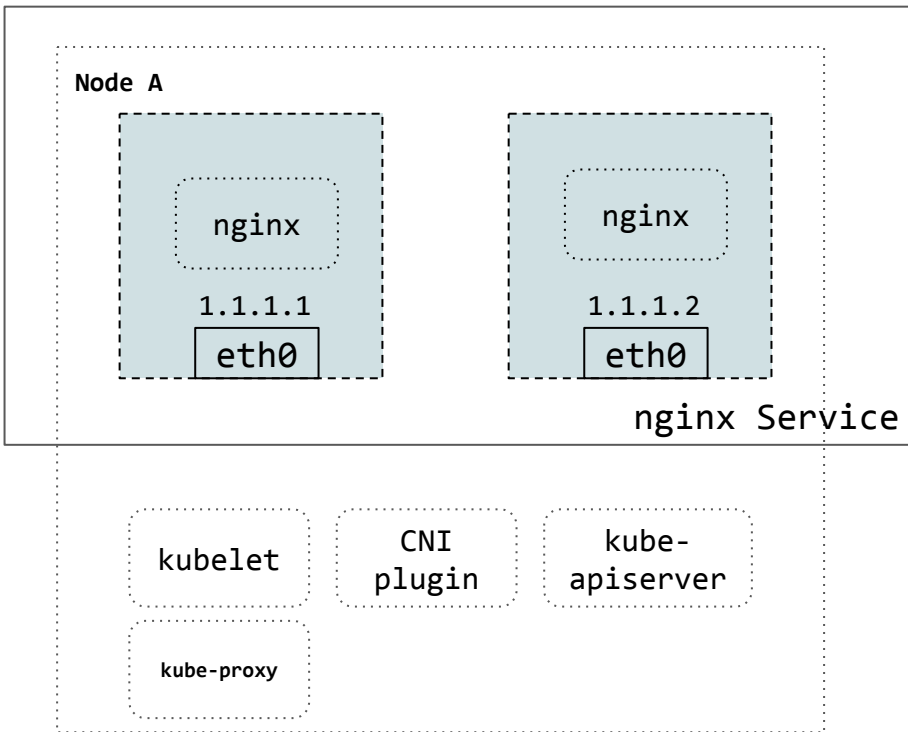 Node A
nginx
nginx
1.1.1.1
1.1.1.2
eth0
eth0
nginx Service
kubelet
CNI
plugin
kube-
apiserver
kube-proxy